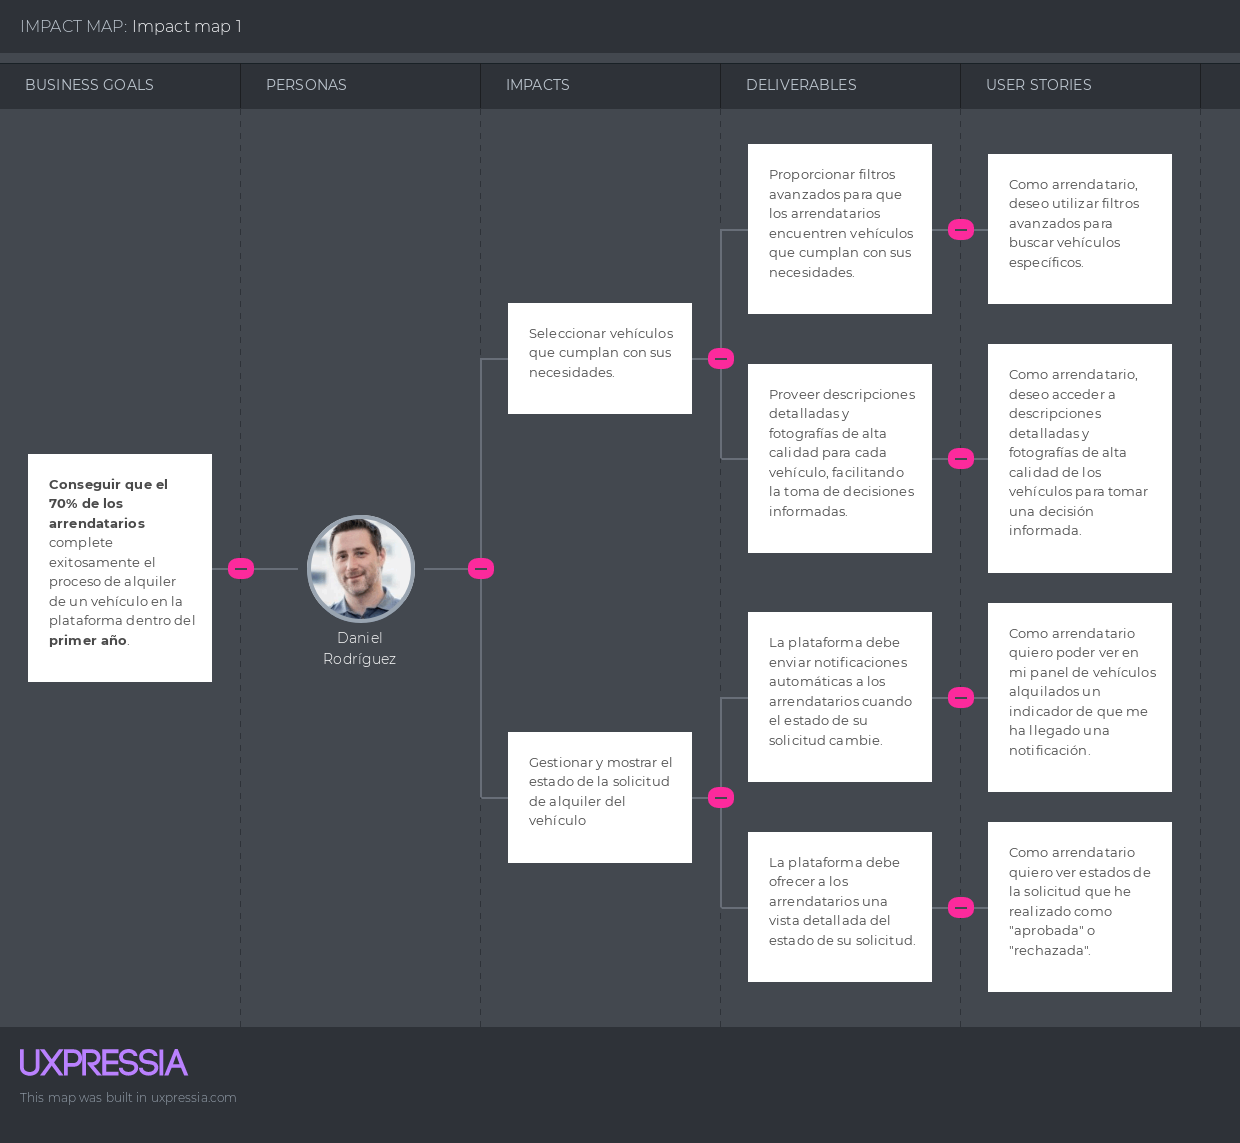 IMPACT MAP: Impact map 1
BUSINESS GOALS
PERSONAS
IMPACTS
DELIVERABLES
USER STORIES
Conseguir que el
70% de los
arrendatarios
complete
exitosamente el
proceso de alquiler
de un vehículo en la
plataforma dentro del
primer año.
Daniel
Rodríguez
Seleccionar vehículos
que cumplan con sus
necesidades.
Proporcionar filtros
avanzados para que
los arrendatarios
encuentren vehículos
que cumplan con sus
necesidades.
Como arrendatario,
deseo utilizar filtros
avanzados para
buscar vehículos
específicos.
Proveer descripciones
detalladas y
fotografías de alta
calidad para cada
vehículo, facilitando
la toma de decisiones
informadas.
Como arrendatario,
deseo acceder a
descripciones
detalladas y
fotografías de alta
calidad de los
vehículos para tomar
una decisión
informada.
Gestionar y mostrar el
estado de la solicitud
de alquiler del
vehículo
La plataforma debe
enviar notificaciones
automáticas a los
arrendatarios cuando
el estado de su
solicitud cambie.
Como arrendatario
quiero poder ver en
mi panel de vehículos
alquilados un
indicador de que me
ha llegado una
notificación.
La plataforma debe
ofrecer a los
arrendatarios una
vista detallada del
estado de su solicitud.
Como arrendatario
quiero ver estados de
la solicitud que he
realizado como
"aprobada" o
"rechazada".
UXPRESSIA
This map was built in uxpressia.com